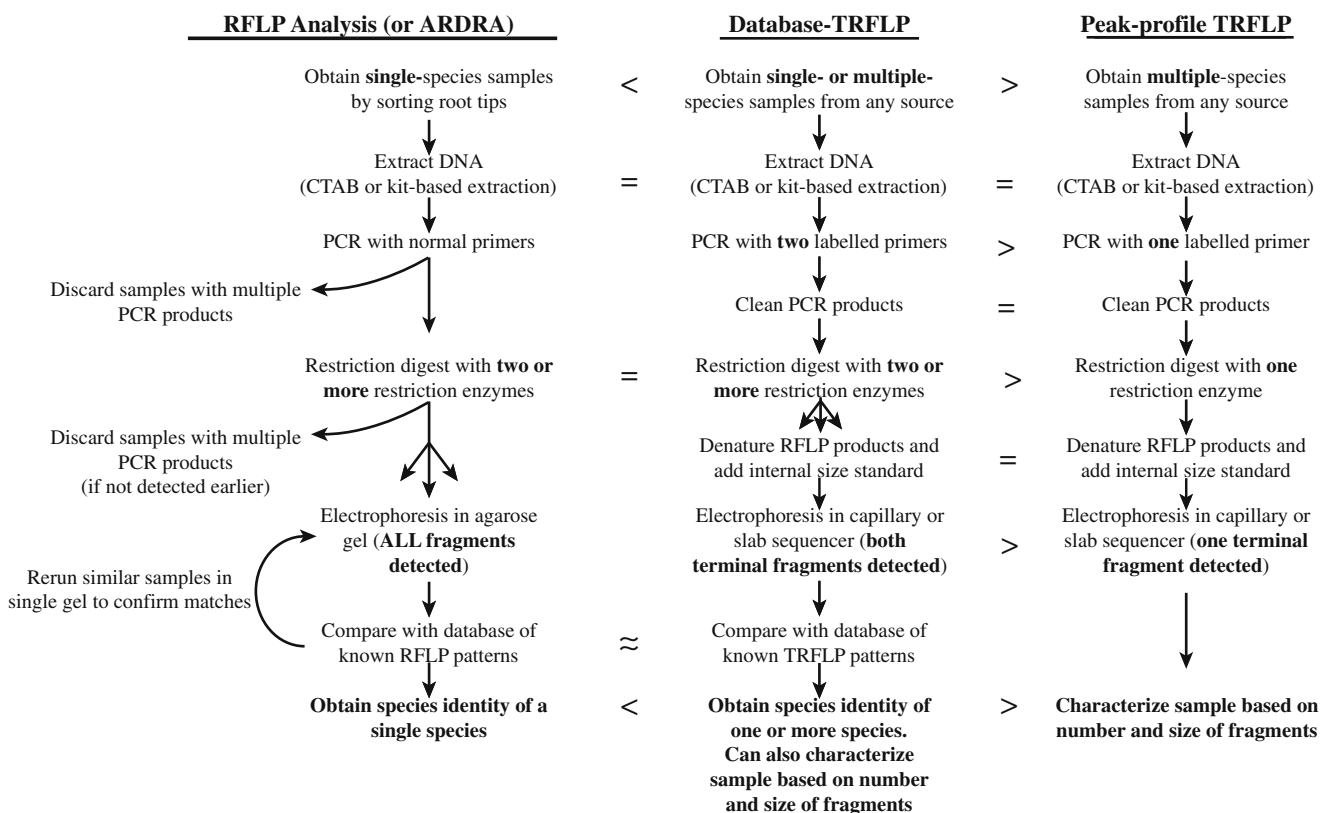 RFLP Analysis (or ARDRA)
Database-TRFLP
Peak-profile TRFLP
Obtain single-species samples
by sorting root tips
<
Obtain single- or multiple-
species samples from any source
>
Obtain multiple-species
samples from any source
Extract DNA
(CTAB or kit-based extraction)
=
Extract DNA
(CTAB or kit-based extraction)
=
Extract DNA
(CTAB or kit-based extraction)
PCR with normal primers
PCR with two labelled primers
>
PCR with one labelled primer
Discard samples with multiple
PCR products
Clean PCR products
=
Clean PCR products
Restriction digest with two or
more restriction enzymes
=
Restriction digest with two or
more restriction enzymes
>
Restriction digest with one
restriction enzyme
Discard samples with multiple
PCR products
(if not detected earlier)
Denature RFLP products and
add internal size standard
=
Denature RFLP products and
add internal size standard
Electrophoresis in agarose
gel (ALL fragments
detected)
Electrophoresis in capillary or
slab sequencer (both
terminal fragments detected)
>
Electrophoresis in capillary or
slab sequencer (one terminal
fragment detected)
Rerun similar samples in
single gel to confirm matches
Compare with database of
known RFLP patterns
≈
Compare with database of
known TRFLP patterns
Obtain species identity of a
single species
<
Obtain species identity of
one or more species.
Can also characterize
sample based on number
and size of fragments
>
Characterize sample based on
number and size of fragments